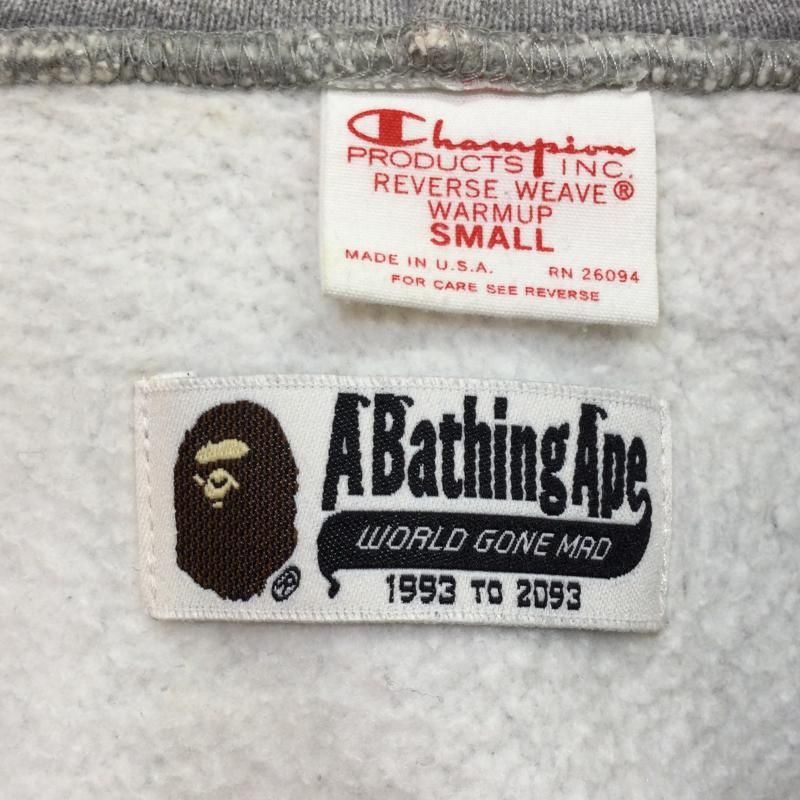 Champion
PRODUCTS INC.
REVERSE WEAVE®
WARMUP
SMALL
MADE IN U.S.A. RN 26094
FOR CARE SEE REVERSE
A Bathing Ape
WORLD GONE MAD
1993 TO 2093